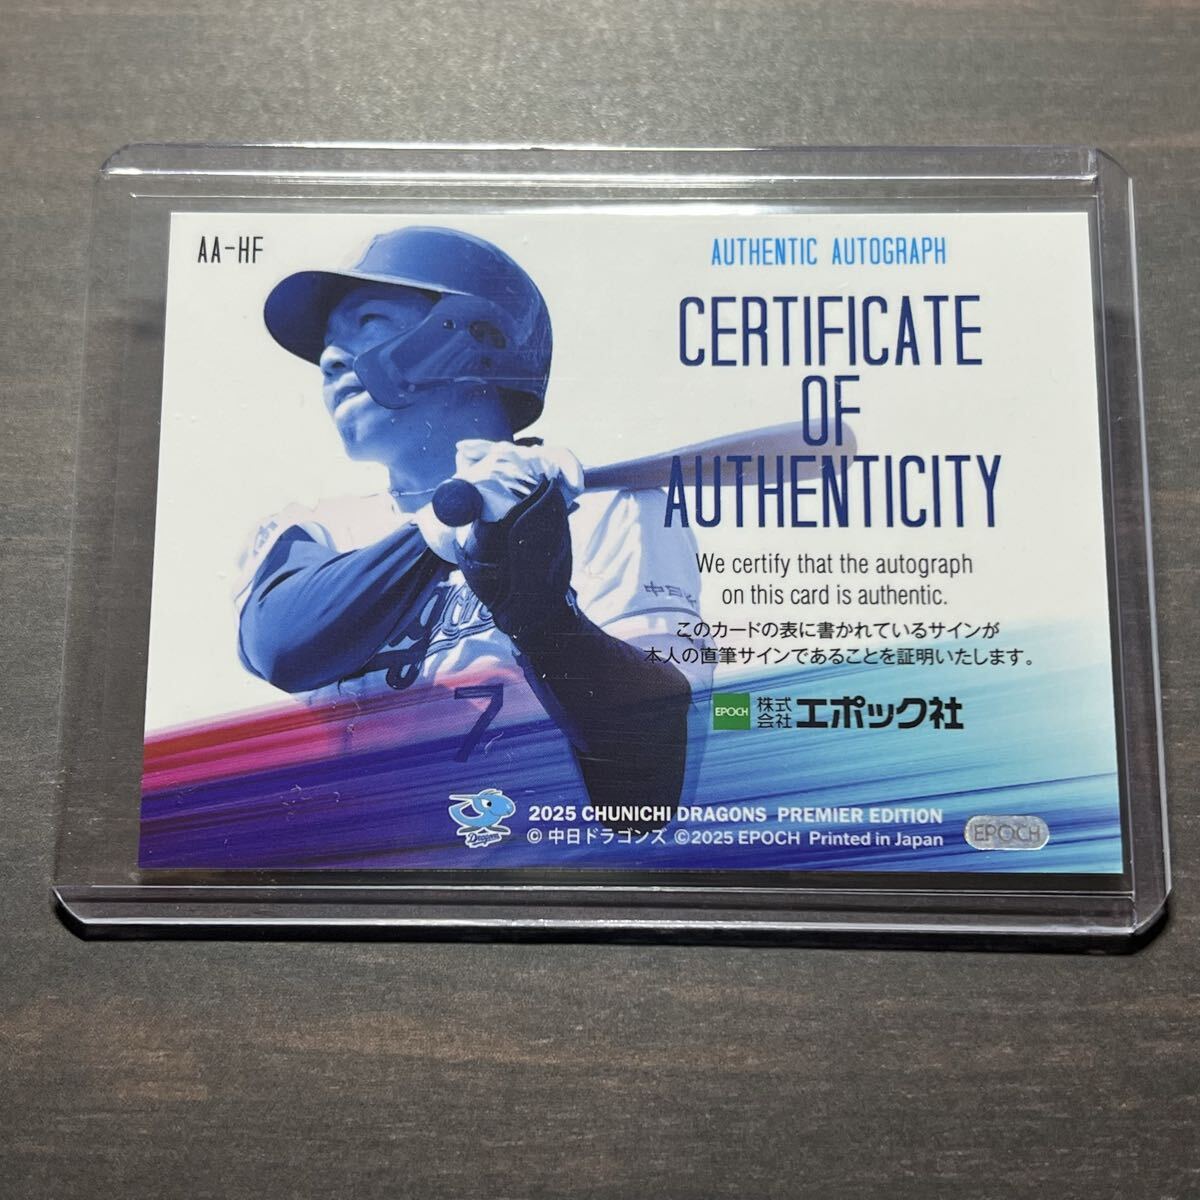 AA-HF
AUTHENTIC AUTOGRAPH
CERTIFICATE
OF
AUTHENTICITY
We certify that the autograph
on this card is authentic.
このカードの表に書かれているサインが
本人の直筆サインであることを証明いたします。
EPOCH 株式会社 エポック社
中日
7
Dragons
2025 CHUNICHI DRAGONS PREMIER EDITION
© 中日ドラゴンズ ©2025 EPOCH Printed in Japan
EPOCH